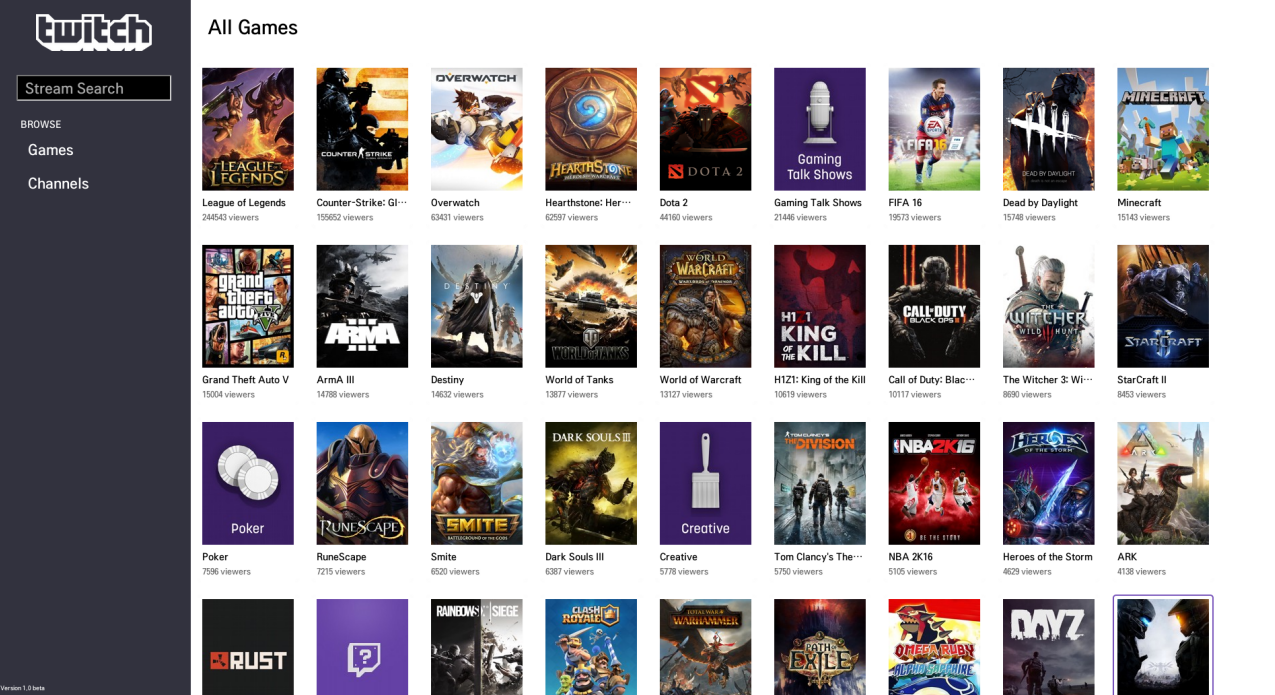 twitch
Stream Search
BROWSE
Games
Channels
Version 1.0 beta
All Games
LEAGUE OF LEGENDS
COUNTER STRIKE
OVERWATCH
HEARTHSTONE
HEROES OF WARCRAFT
DOTA 2
Gaming
Talk Shows
EA SPORTS
FIFA 16
DEAD BY DAYLIGHT
MINECRAFT
League of Legends
Counter-Strike: Gl···
Overwatch
Hearthstone: Her···
Dota 2
Gaming Talk Shows
FIFA 16
Dead by Daylight
Minecraft
244543 viewers
155652 viewers
63431 viewers
62597 viewers
44160 viewers
21446 viewers
19573 viewers
15748 viewers
15143 viewers
grand theft auto V
ARMA III
DESTINY
WORLD OF TANKS
WORLD WARCRAFT
H1Z1
KING
OF THE KILL
CALL OF DUTY
BLACK OPS III
THE WITCHER
WILD HUNT
STARCRAFT II
Grand Theft Auto V
ArmA III
Destiny
World of Tanks
World of Warcraft
H1Z1: King of the Kill
Call of Duty: Blac···
The Witcher 3: Wi···
StarCraft II
15004 viewers
14788 viewers
14632 viewers
13877 viewers
13127 viewers
10619 viewers
10117 viewers
8690 viewers
8453 viewers
Poker
RUNESCAPE
SMITE
BATTLEGROUND OF THE GODS
DARK SOULS III
Creative
TOM CLANCY'S
THE DIVISION
NBA 2K16
BE THE STORY
HEROES
OF THE STORM
ARK
Poker
RuneScape
Smite
Dark Souls III
Creative
Tom Clancy's The···
NBA 2K16
Heroes of the Storm
ARK
7596 viewers
7215 viewers
6520 viewers
6387 viewers
5778 viewers
5750 viewers
5105 viewers
4629 viewers
4138 viewers
RUST
?
RAINBOW SIX SIEGE
CLASH ROYALE
TOTAL WAR
WARHAMMER
PATH OF EXILE
OMEGA RUBY
ALPHA SAPPHIRE
DAYZ